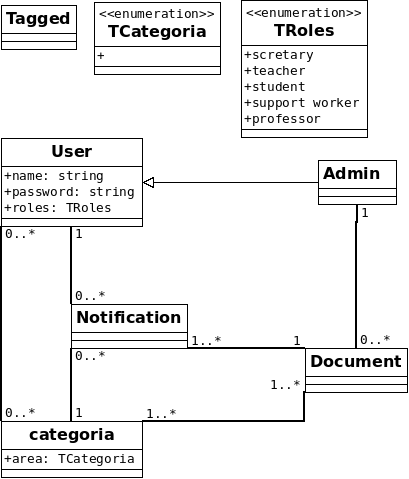 Tagged
<<enumeration>>
TCategoria
+
<<enumeration>>
TRoles
+scretary
+teacher
+student
+support worker
+professor
User
+name: string
+password: string
+roles: TRoles
Admin
0..*
1
1
0..*
Notification
1..*
1
0..*
0..*
Document
1..*
0..*
1
1..*
categoria
+area: TCategoria